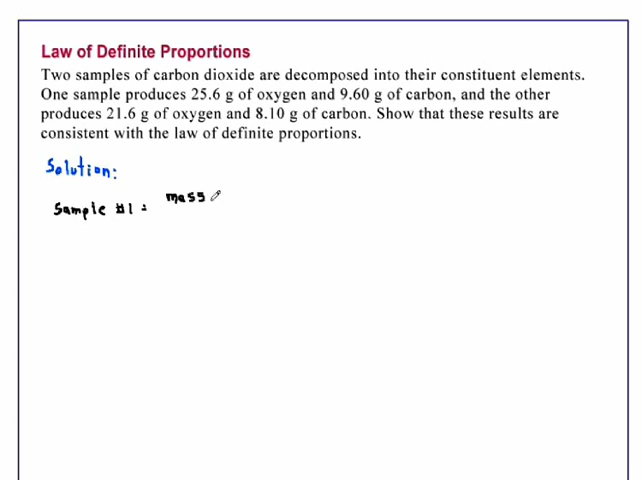 Law of Definite Proportions
Two samples of carbon dioxide are decomposed into their constituent elements.
One sample produces 25.6 g of oxygen and 9.60 g of carbon, and the other
produces 21.6 g of oxygen and 8.10 g of carbon. Show that these results are
consistent with the law of definite proportions.
Solution:
mass
Sample #1 =